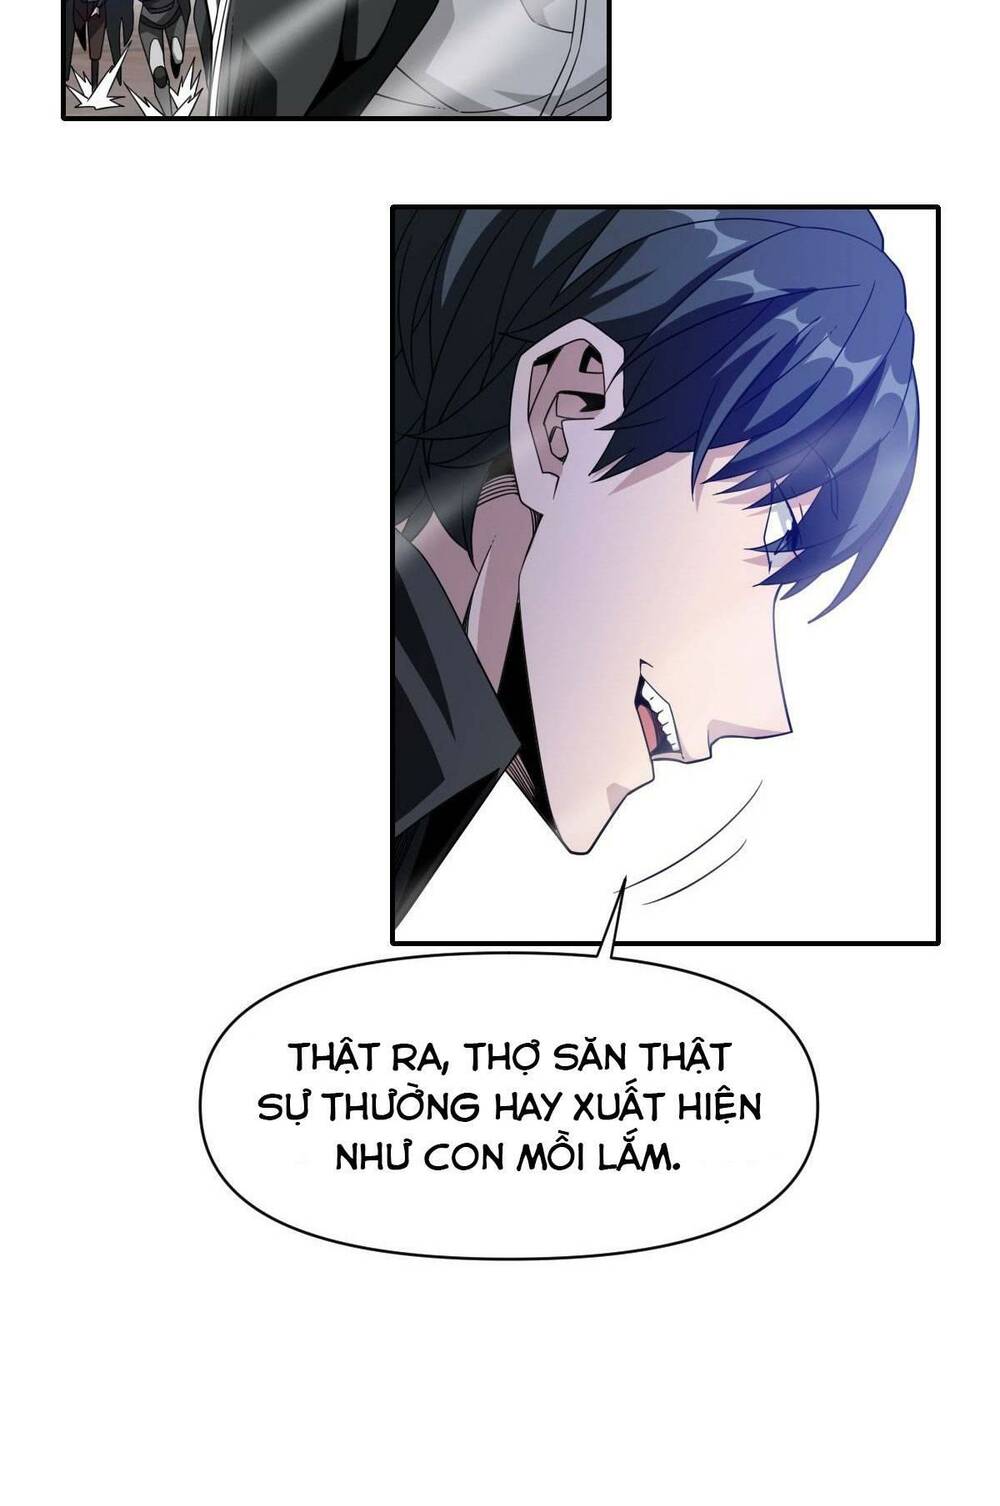 THẬT RA, THỢ SĂN THẬT
SỰ THƯỜNG HAY XUẤT HIỆN
NHƯ CON MỒI LẮM.